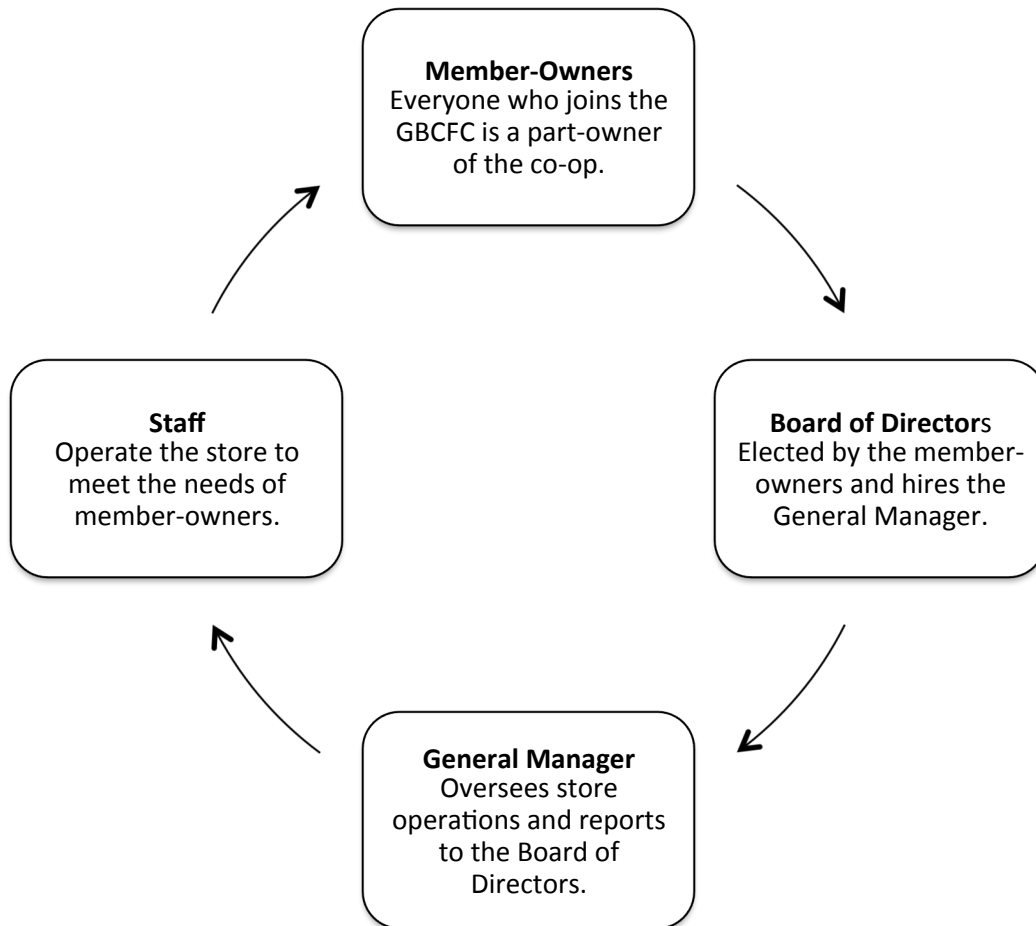 Member-Owners
Everyone who joins the
GBCFC is a part-owner
of the co-op.
Staff
Operate the store to
meet the needs of
member-owners.
Board of Directors
Elected by the member-
owners and hires the
General Manager.
General Manager
Oversees store
operations and reports
to the Board of
Directors.